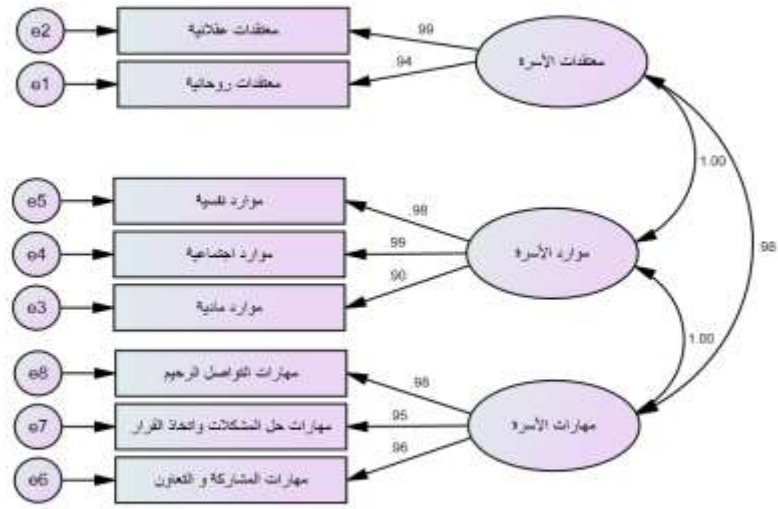 e2
معتقدات عقلانية
.99
معتقدات الأسرة
e1
معتقدات روحانية
.94
1.00
e5
موارد نفسية
.98
e4
موارد اجتماعية
.99
موارد الأسرة
.98
e3
موارد مادية
.90
1.00
e8
مهارات التواصل الرحيم
.98
e7
مهارات حل المشكلات واتخاذ القرار
.95
مهارات الأسرة
e6
مهارات المشاركة و التعاون
.96